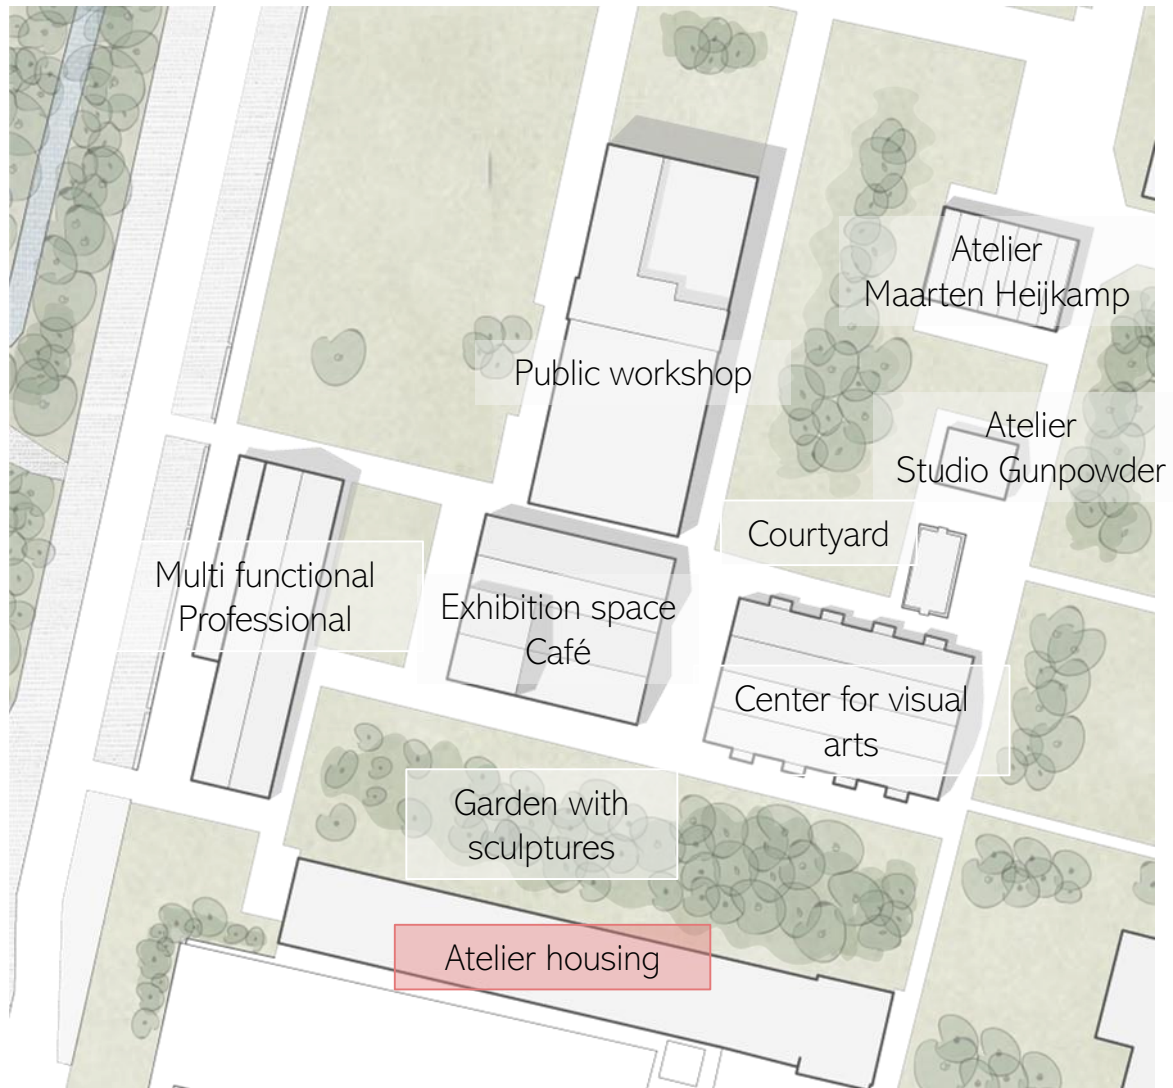 Atelier
Maarten Heijkamp
Public workshop
Atelier
Studio Gunpowder
Courtyard
Multi functional
Professional
Exhibition space
Café
Center for visual
arts
Garden with
sculptures
Atelier housing